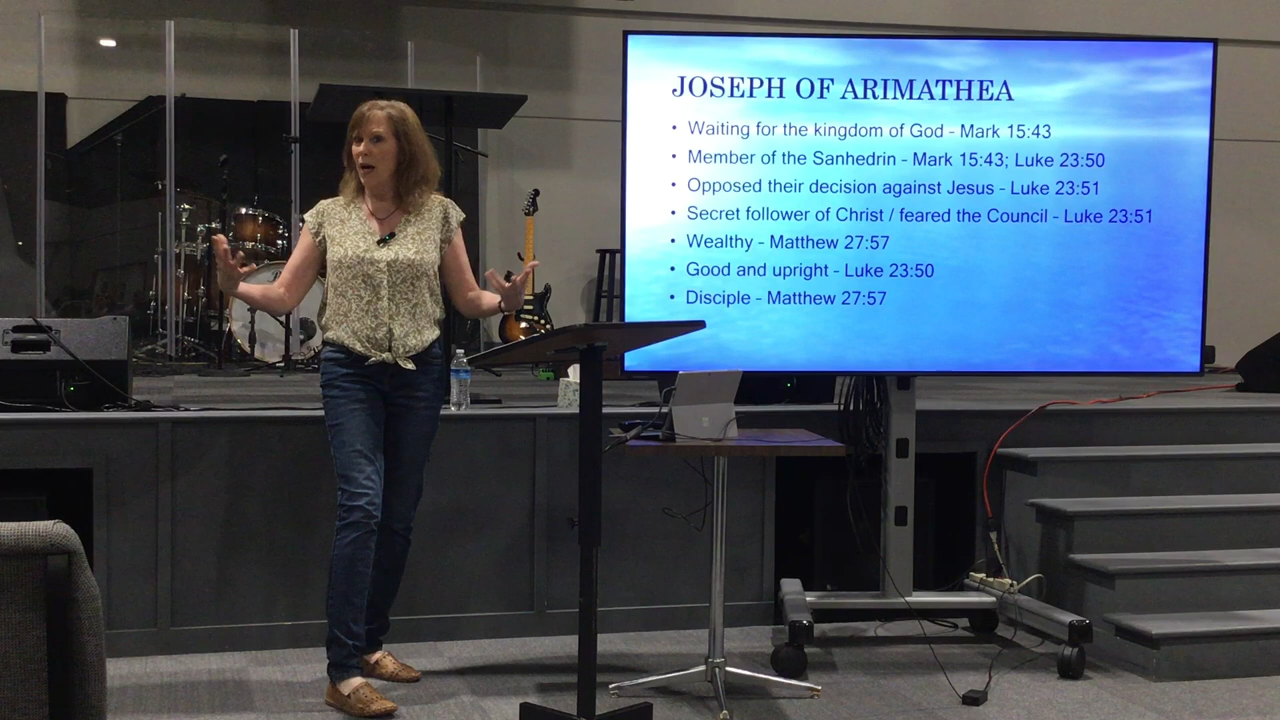 JOSEPH OF ARIMATHEA
• Waiting for the kingdom of God - Mark 15:43
• Member of the Sanhedrin - Mark 15:43; Luke 23:50
• Opposed their decision against Jesus - Luke 23:51
• Secret follower of Christ / feared the Council - Luke 23:51
• Wealthy - Matthew 27:57
• Good and upright - Luke 23:50
• Disciple - Matthew 27:57